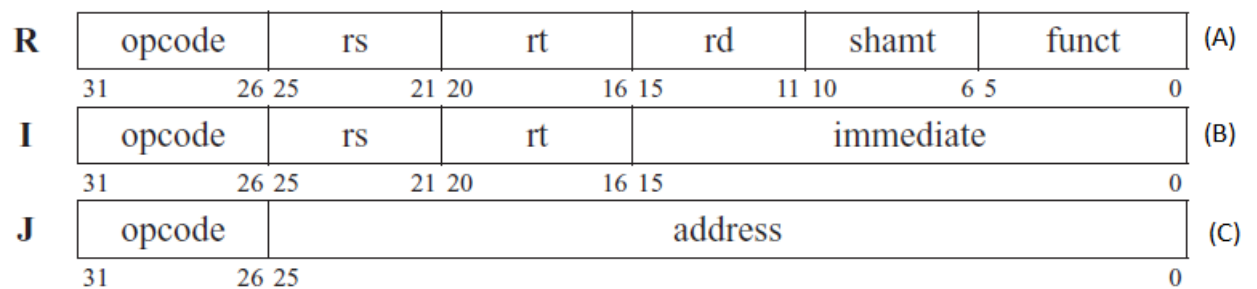 R opcode rs rt rd shamt funct (A)
31 26 25 21 20 16 15 11 10 6 5 0
I opcode rs rt immediate (B)
31 26 25 21 20 16 15 0
J opcode address (C)
31 26 25 0